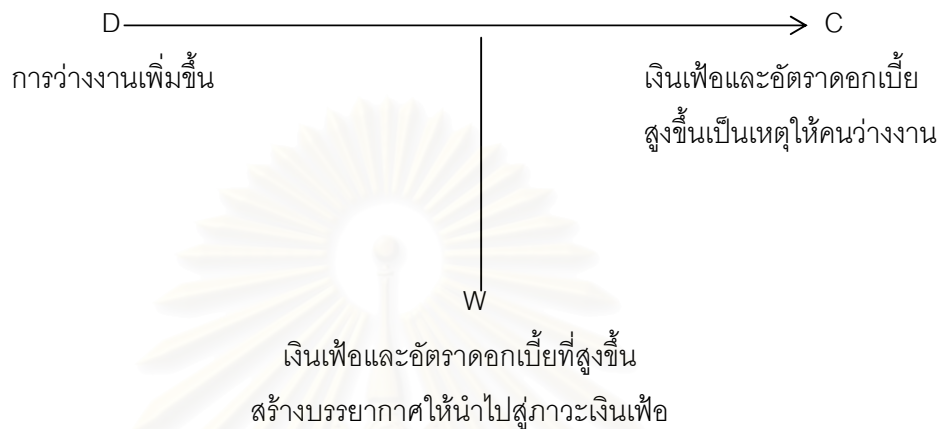 D C
การว่างงานเพิ่มขึ้น เงินเฟ้อและอัตราดอกเบี้ย
สูงขึ้นเป็นเหตุให้คนว่างงาน
W
เงินเฟ้อและอัตราดอกเบี้ยที่สูงขึ้น
สร้างบรรยากาศให้นำไปสู่ภาวะเงินเฟ้อ